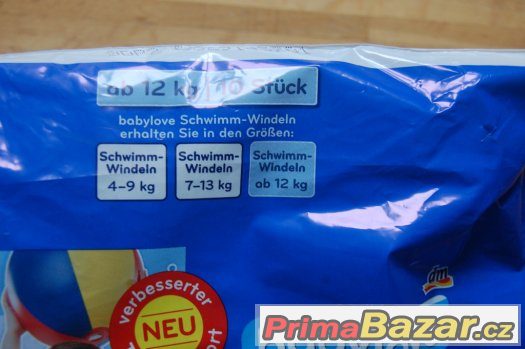 ab 12 kg 10 Stück
babylove Schwimm-Windeln
erhalten Sie in den Größen:
Schwimm-
Windeln
4-9 kg
Schwimm-
Windeln
7-13 kg
Schwimm-
Windeln
ab 12 kg
dm
verbesserter
NEU
PrimaBazar.cz